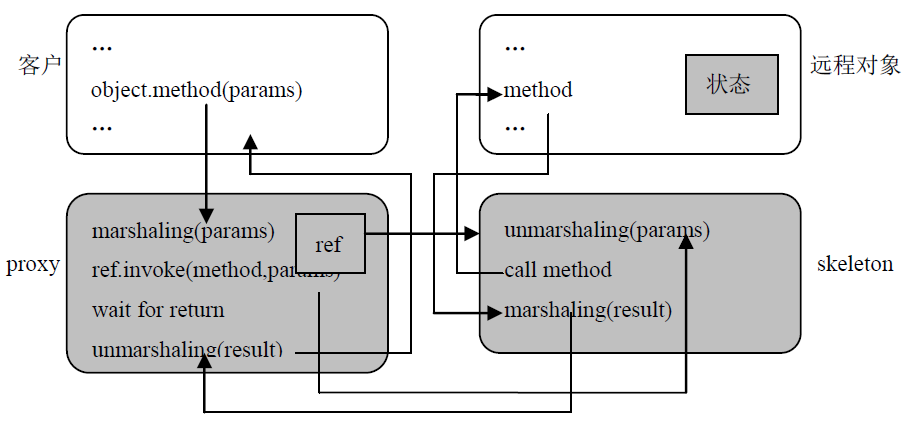 客户
...
object.method(params)
...
...
method
...
状态
远程对象
proxy
marshaling(params)
ref.invoke(method,params)
wait for return
unmarshaling(result)
ref
unmarshaling(params)
call method
marshaling(result)
skeleton